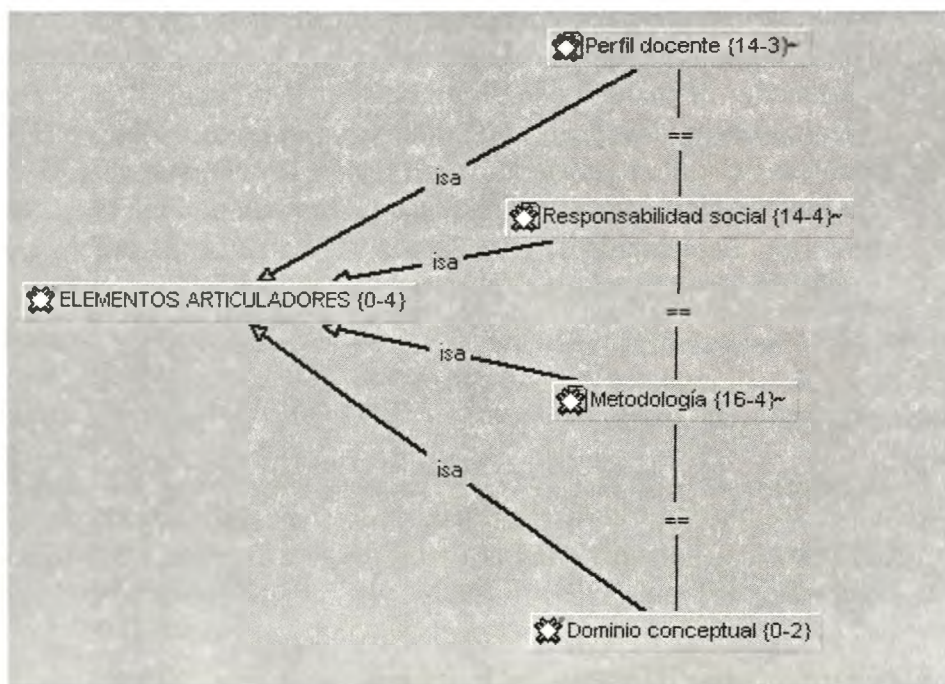 Perfil docente {14-3}~
==
isa
Responsabilidad social {14-4}~
isa
ELEMENTOS ARTICULADORES {0-4}
==
isa
Metodología {16-4}~
isa
==
Dominio conceptual {0-2}